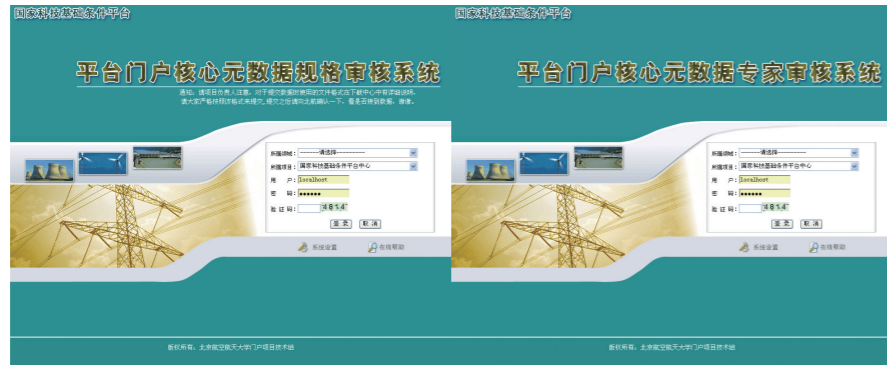 国家科技基础条件平台
平台门户核心元数据规格审核系统
通知：请项目负责人注意，对于提交数据时使用的文件格式在下载中心中有详细说明，
请大家严格按照该格式来提交，提交之后请向北航确认一下，看是否接到数据，谢谢。
所属领域：--------请选择----------
所属项目：国家科技基础条件平台中心
用 户：localhost
密 码：●●●●●●
验证码：4814
登录 取消
系统设置 在线帮助
版权所有：北京航空航天大学门户项目技术组
国家科技基础条件平台
平台门户核心元数据专家审核系统
所属领域：--------请选择----------
所属项目：国家科技基础条件平台中心
用 户：localhost
密 码：●●●●●●
验证码：4814
登录 取消
系统设置 在线帮助
版权所有：北京航空航天大学门户项目技术组